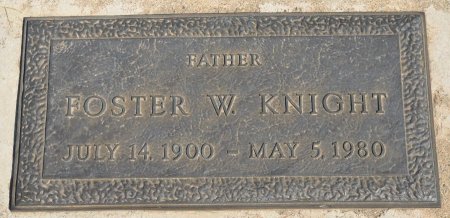 FATHER
FOSTER W. KNIGHT
JULY 14, 1900 – MAY 5, 1980